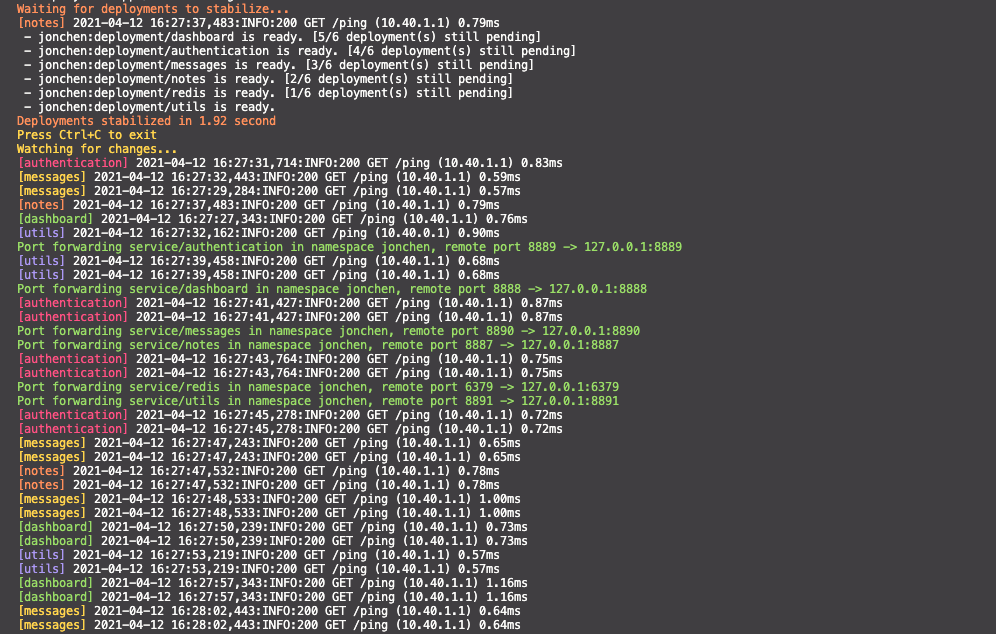 Waiting for deployments to stabilize...
[notes] 2021-04-12 16:27:37,483:INFO:200 GET /ping (10.40.1.1) 0.79ms
 - jonchen:deployment/dashboard is ready. [5/6 deployment(s) still pending]
 - jonchen:deployment/authentication is ready. [4/6 deployment(s) still pending]
 - jonchen:deployment/messages is ready. [3/6 deployment(s) still pending]
 - jonchen:deployment/notes is ready. [2/6 deployment(s) still pending]
 - jonchen:deployment/redis is ready. [1/6 deployment(s) still pending]
 - jonchen:deployment/utils is ready.
Deployments stabilized in 1.92 second
Press Ctrl+C to exit
Watching for changes...
[authentication] 2021-04-12 16:27:31,714:INFO:200 GET /ping (10.40.1.1) 0.83ms
[messages] 2021-04-12 16:27:32,443:INFO:200 GET /ping (10.40.1.1) 0.59ms
[messages] 2021-04-12 16:27:29,284:INFO:200 GET /ping (10.40.1.1) 0.57ms
[notes] 2021-04-12 16:27:37,483:INFO:200 GET /ping (10.40.1.1) 0.79ms
[dashboard] 2021-04-12 16:27:27,343:INFO:200 GET /ping (10.40.1.1) 0.76ms
[utils] 2021-04-12 16:27:32,162:INFO:200 GET /ping (10.40.0.1) 0.90ms
Port forwarding service/authentication in namespace jonchen, remote port 8889 -> 127.0.0.1:8889
[utils] 2021-04-12 16:27:39,458:INFO:200 GET /ping (10.40.1.1) 0.68ms
[utils] 2021-04-12 16:27:39,458:INFO:200 GET /ping (10.40.1.1) 0.68ms
Port forwarding service/dashboard in namespace jonchen, remote port 8888 -> 127.0.0.1:8888
[authentication] 2021-04-12 16:27:41,427:INFO:200 GET /ping (10.40.1.1) 0.87ms
[authentication] 2021-04-12 16:27:41,427:INFO:200 GET /ping (10.40.1.1) 0.87ms
Port forwarding service/messages in namespace jonchen, remote port 8890 -> 127.0.0.1:8890
Port forwarding service/notes in namespace jonchen, remote port 8887 -> 127.0.0.1:8887
[authentication] 2021-04-12 16:27:43,764:INFO:200 GET /ping (10.40.1.1) 0.75ms
[authentication] 2021-04-12 16:27:43,764:INFO:200 GET /ping (10.40.1.1) 0.75ms
Port forwarding service/redis in namespace jonchen, remote port 6379 -> 127.0.0.1:6379
Port forwarding service/utils in namespace jonchen, remote port 8891 -> 127.0.0.1:8891
[authentication] 2021-04-12 16:27:45,278:INFO:200 GET /ping (10.40.1.1) 0.72ms
[authentication] 2021-04-12 16:27:45,278:INFO:200 GET /ping (10.40.1.1) 0.72ms
[messages] 2021-04-12 16:27:47,243:INFO:200 GET /ping (10.40.1.1) 0.65ms
[messages] 2021-04-12 16:27:47,243:INFO:200 GET /ping (10.40.1.1) 0.65ms
[notes] 2021-04-12 16:27:47,532:INFO:200 GET /ping (10.40.1.1) 0.78ms
[notes] 2021-04-12 16:27:47,532:INFO:200 GET /ping (10.40.1.1) 0.78ms
[messages] 2021-04-12 16:27:48,533:INFO:200 GET /ping (10.40.1.1) 1.00ms
[messages] 2021-04-12 16:27:48,533:INFO:200 GET /ping (10.40.1.1) 1.00ms
[dashboard] 2021-04-12 16:27:50,239:INFO:200 GET /ping (10.40.1.1) 0.73ms
[dashboard] 2021-04-12 16:27:50,239:INFO:200 GET /ping (10.40.1.1) 0.73ms
[utils] 2021-04-12 16:27:53,219:INFO:200 GET /ping (10.40.1.1) 0.57ms
[utils] 2021-04-12 16:27:53,219:INFO:200 GET /ping (10.40.1.1) 0.57ms
[dashboard] 2021-04-12 16:27:57,343:INFO:200 GET /ping (10.40.1.1) 1.16ms
[dashboard] 2021-04-12 16:27:57,343:INFO:200 GET /ping (10.40.1.1) 1.16ms
[messages] 2021-04-12 16:28:02,443:INFO:200 GET /ping (10.40.1.1) 0.64ms
[messages] 2021-04-12 16:28:02,443:INFO:200 GET /ping (10.40.1.1) 0.64ms